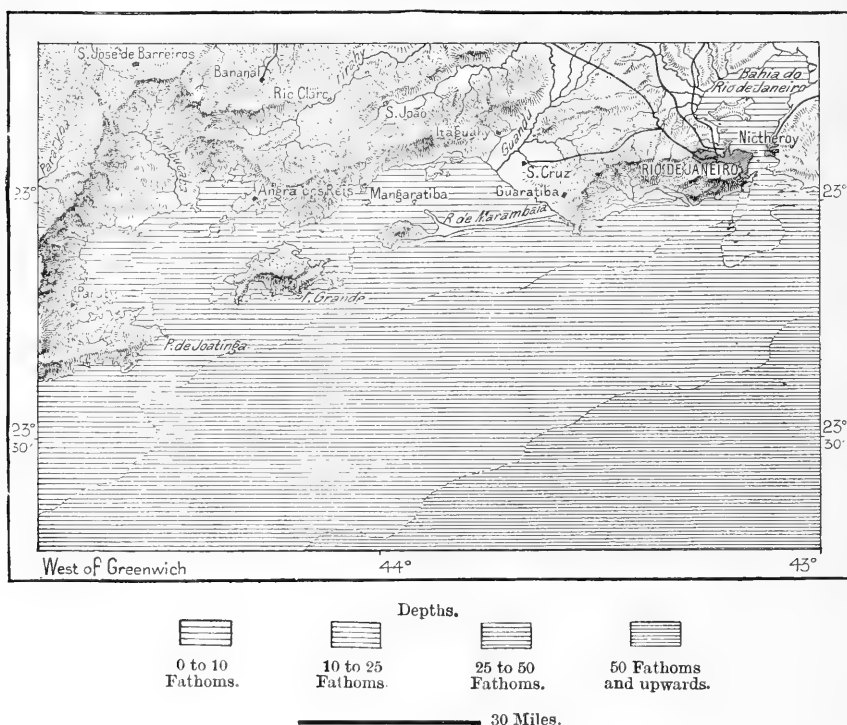 S. José de Barreiros
Bananal
Rio Claro
S. João
Itaguahy
Guandu
Bahia do
Rio de Janeiro
Nictheroy
S. Cruz
RIO DE JANEIRO
23°
Angra dos Reis
Mangaratiba
Guaratiba
23°
R. de Marambaia
I. Grande
Paraty
P. de Joatinga
23°
30′
23°
30′
West of Greenwich
44°
43°
Depths.
0 to 10
Fathoms.
10 to 25
Fathoms.
25 to 50
Fathoms.
50 Fathoms
and upwards.
30 Miles.